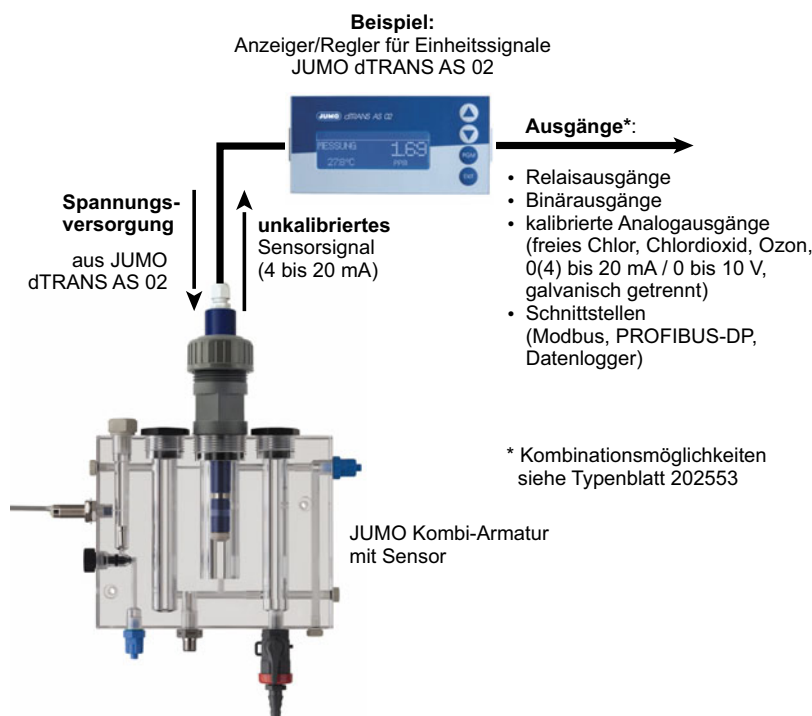 Beispiel:
Anzeiger/Regler für Einheitssignale
JUMO dTRANS AS 02
JUMO dTRANS AS 02
MESSUNG 1.69
27.8°C PPM
PGM
EXIT
Spannungs-
versorgung
aus JUMO
dTRANS AS 02
unkalibriertes
Sensorsignal
(4 bis 20 mA)
Ausgänge*:
• Relaisausgänge
• Binärausgänge
• kalibrierte Analogausgänge
(freies Chlor, Chlordioxid, Ozon,
0(4) bis 20 mA / 0 bis 10 V,
galvanisch getrennt)
• Schnittstellen
(Modbus, PROFIBUS-DP,
Datenlogger)
* Kombinationsmöglichkeiten
siehe Typenblatt 202553
JUMO Kombi-Armatur
mit Sensor